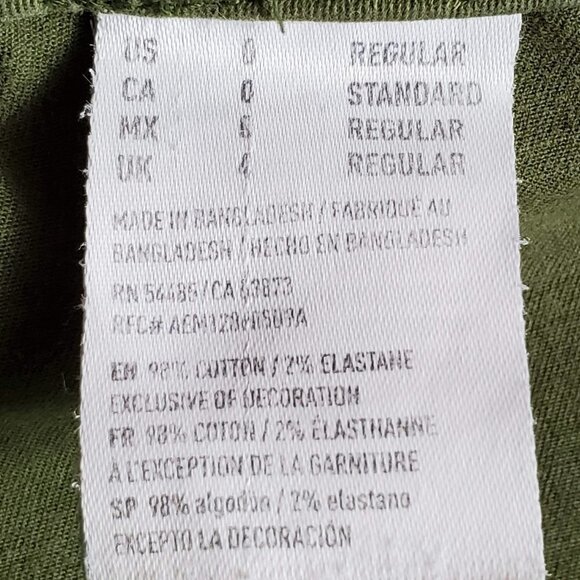 US 0 REGULAR
CA 0 STANDARD
MX REGULAR
UK 4 REGULAR
MADE IN BANGLADESH / FABRIQUÉ AU
BANGLADESH / HECHO EN BANGLADESH
RN 54485 / CA
EN 98% COTTON / 2% ELASTANE
EXCLUSIVE OF DECORATION
FR 98% COTON / 2% ÉLASTHANNE
À L'EXCEPTION DE LA GARNITURE
SP 98% algodón / 2% elastano
EXCEPTO LA DECORACIÓN